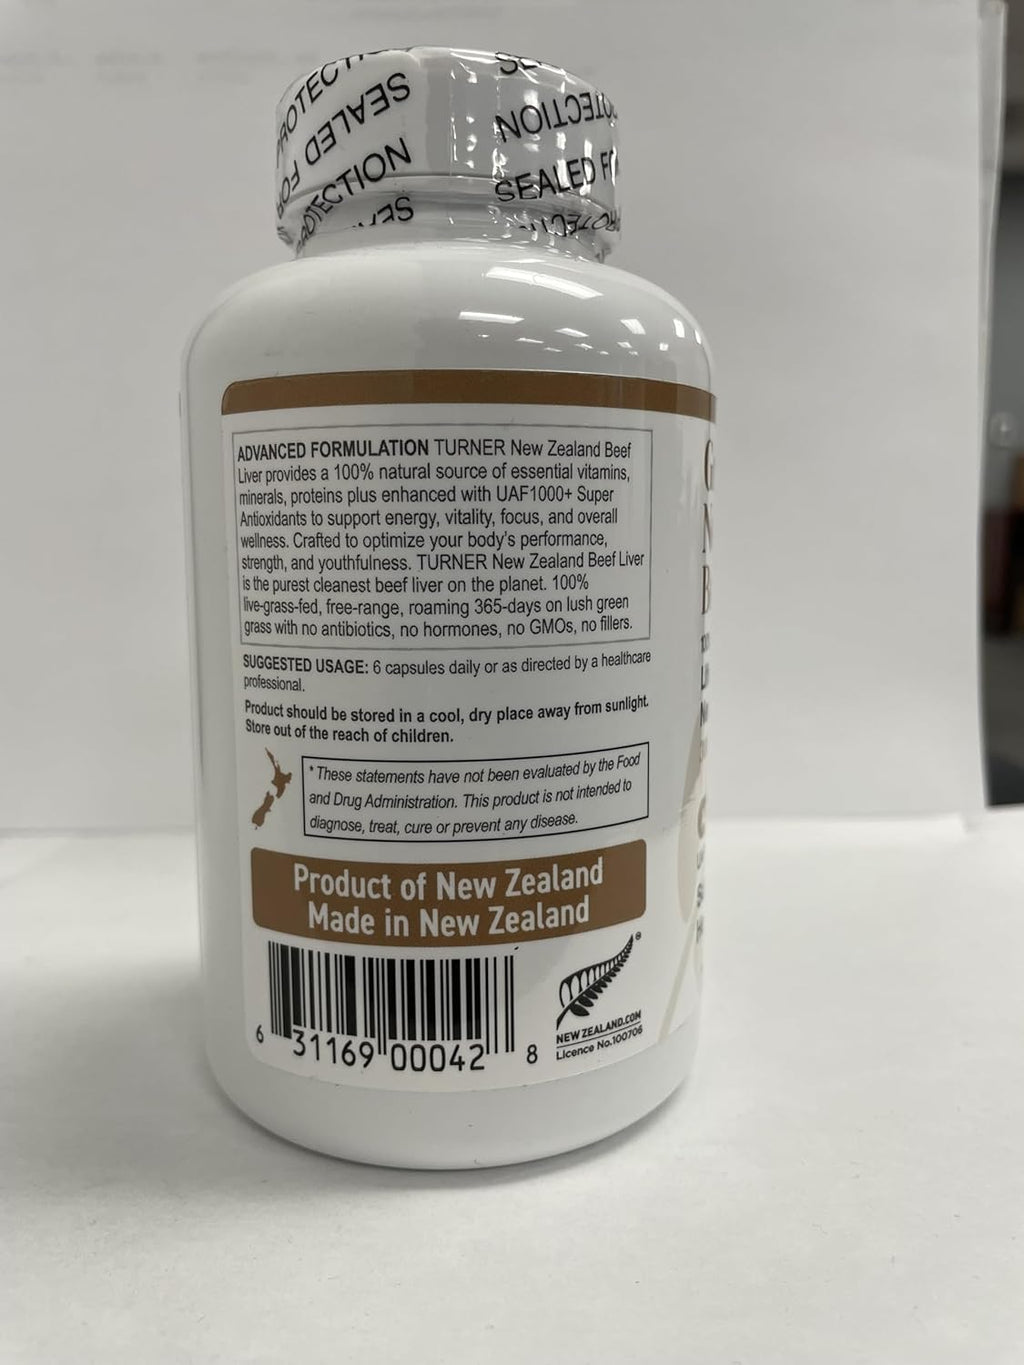 PROTECTION
SEALED FOR
PROTECTION
PROTECTION
SEALED
ADVANCED FORMULATION TURNER New Zealand Beef
Liver provides a 100% natural source of essential vitamins,
minerals, proteins plus enhanced with UAF1000+ Super
Antioxidants to support energy, vitality, focus, and overall
wellness. Crafted to optimize your body's performance,
strength, and youthfulness. TURNER New Zealand Beef Liver
is the purest cleanest beef liver on the planet. 100%
live-grass-fed, free-range, roaming 365-days on lush green
grass with no antibiotics, no hormones, no GMOs, no fillers.
SUGGESTED USAGE: 6 capsules daily or as directed by a healthcare
professional.
Product should be stored in a cool, dry place away from sunlight.
Store out of the reach of children.
* These statements have not been evaluated by the Food
and Drug Administration. This product is not intended to
diagnose, treat, cure or prevent any disease.
Product of New Zealand
Made in New Zealand
6 31169 00042 8
NEW ZEALAND.COM
Licence No.100706